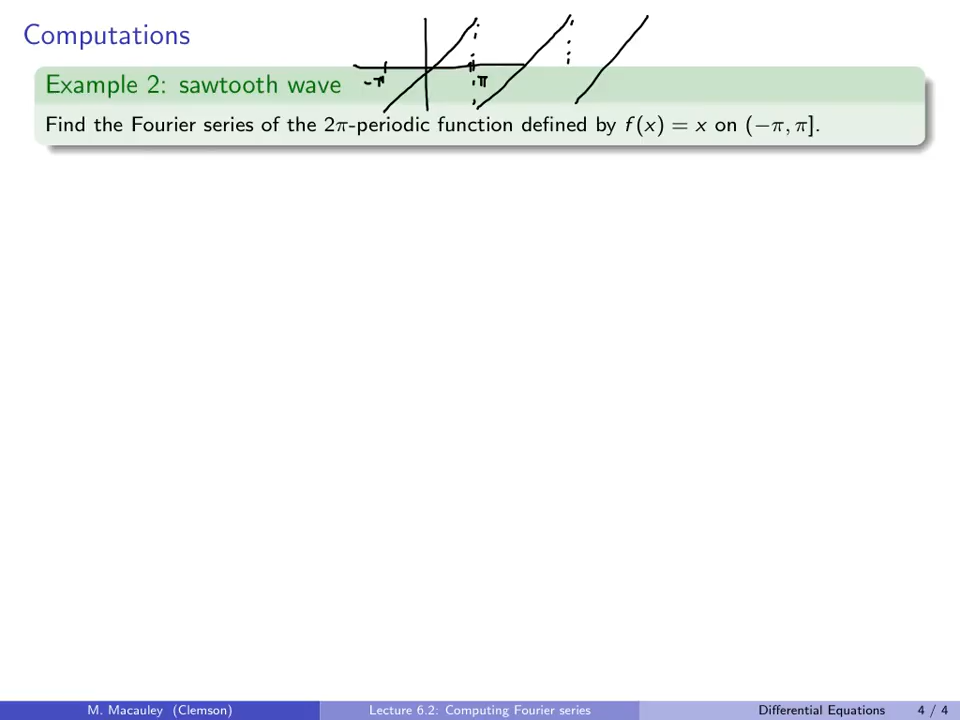 Computations
Example 2: sawtooth wave
-π π
Find the Fourier series of the 2π-periodic function defined by f(x) = x on (−π, π].
M. Macauley (Clemson) Lecture 6.2: Computing Fourier series Differential Equations 4 / 4